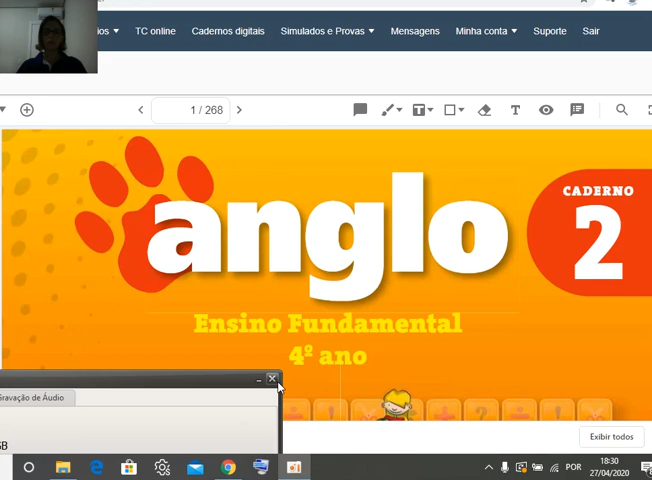 ios TC online Cadernos digitais Simulados e Provas Mensagens Minha conta Suporte Sair
1 / 268
anglo
CADERNO
2
Ensino Fundamental
4º ano
Gravação de Áudio
GB
Exibir todos
POR
18:30
27/04/2020